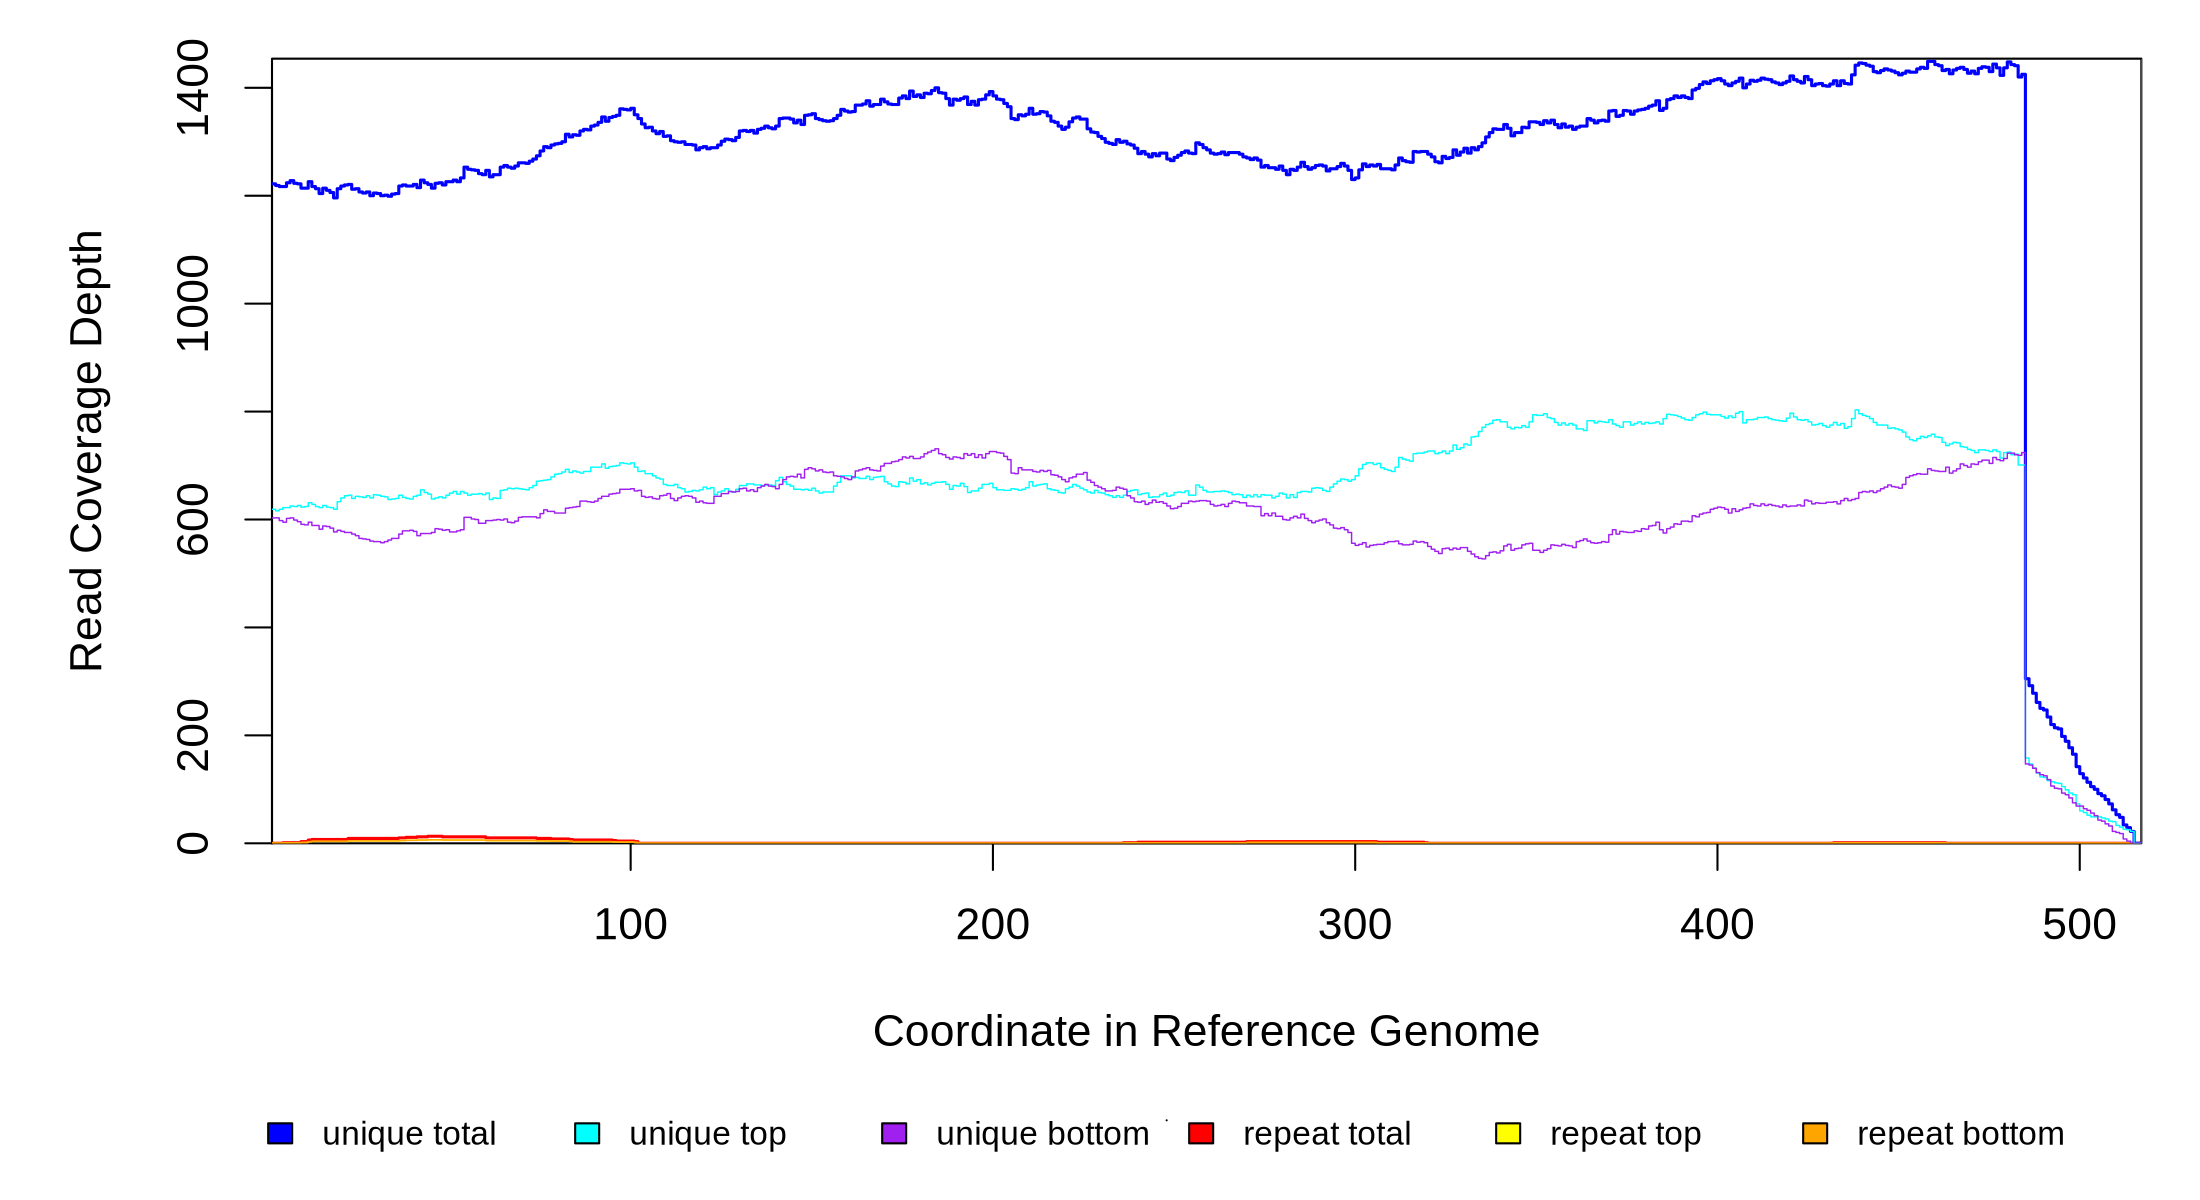 1400
1000
600
200
0
Read Coverage Depth
100 200 300 400 500
Coordinate in Reference Genome
unique total unique top unique bottom repeat total repeat top repeat bottom